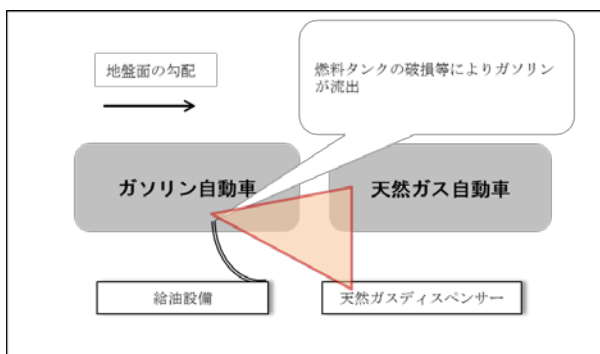 地盤面の勾配
燃料タンクの破損等によりガソリン
が流出
ガソリン自動車
天然ガス自動車
給油設備
天然ガスディスペンサー